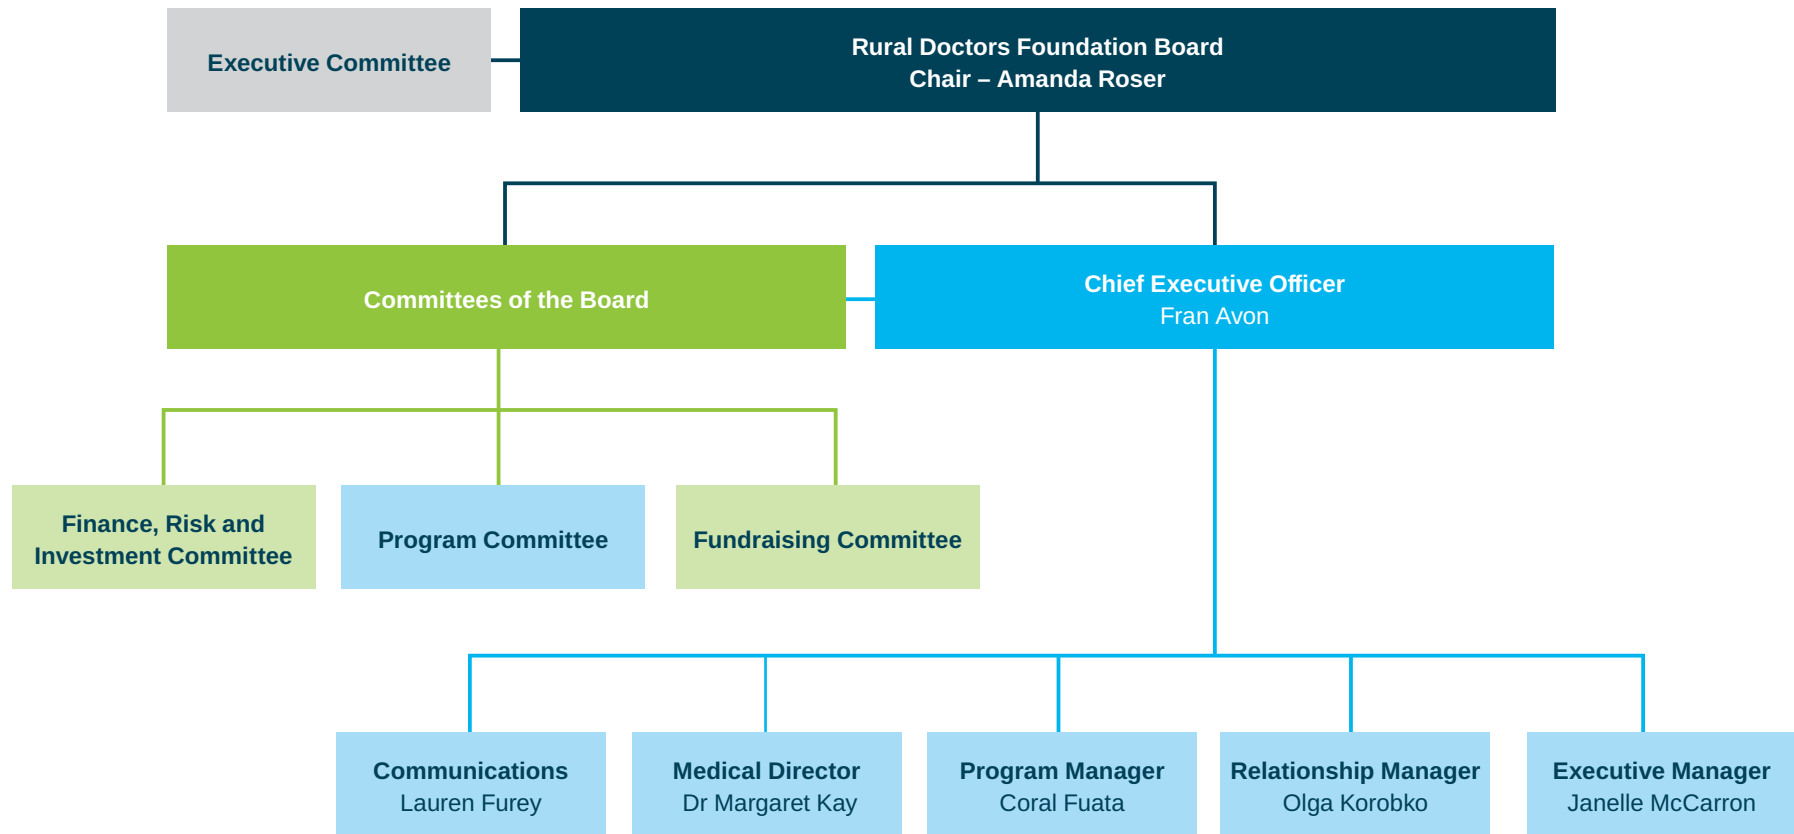 Executive Committee
Rural Doctors Foundation Board
Chair – Amanda Roser
Committees of the Board
Chief Executive Officer
Fran Avon
Finance, Risk and
Investment Committee
Program Committee
Fundraising Committee
Communications
Lauren Furey
Medical Director
Dr Margaret Kay
Program Manager
Coral Fuata
Relationship Manager
Olga Korobko
Executive Manager
Janelle McCarron